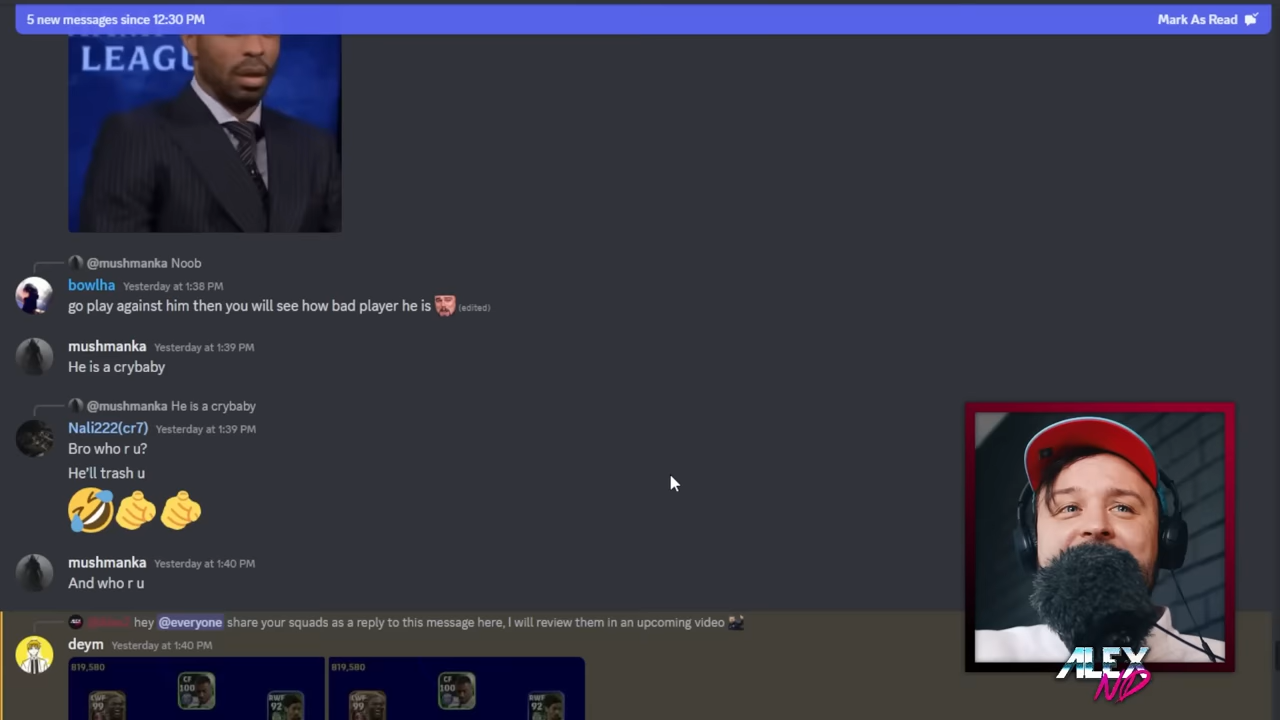 5 new messages since 12:30 PM Mark As Read
LEAGU
@mushmanka Noob
bowlha Yesterday at 1:38 PM
go play against him then you will see how bad player he is (edited)
mushmanka Yesterday at 1:39 PM
He is a crybaby
@mushmanka He is a crybaby
Nali222(cr7) Yesterday at 1:39 PM
Bro who r u?
He'll trash u
mushmanka Yesterday at 1:40 PM
And who r u
hey @everyone share your squads as a reply to this message here, I will review them in an upcoming video
deym Yesterday at 1:40 PM
819,580 819,580
CF CF
100 100
CWF RWF CWF RWF
99 92 99 92
ALEX
ND